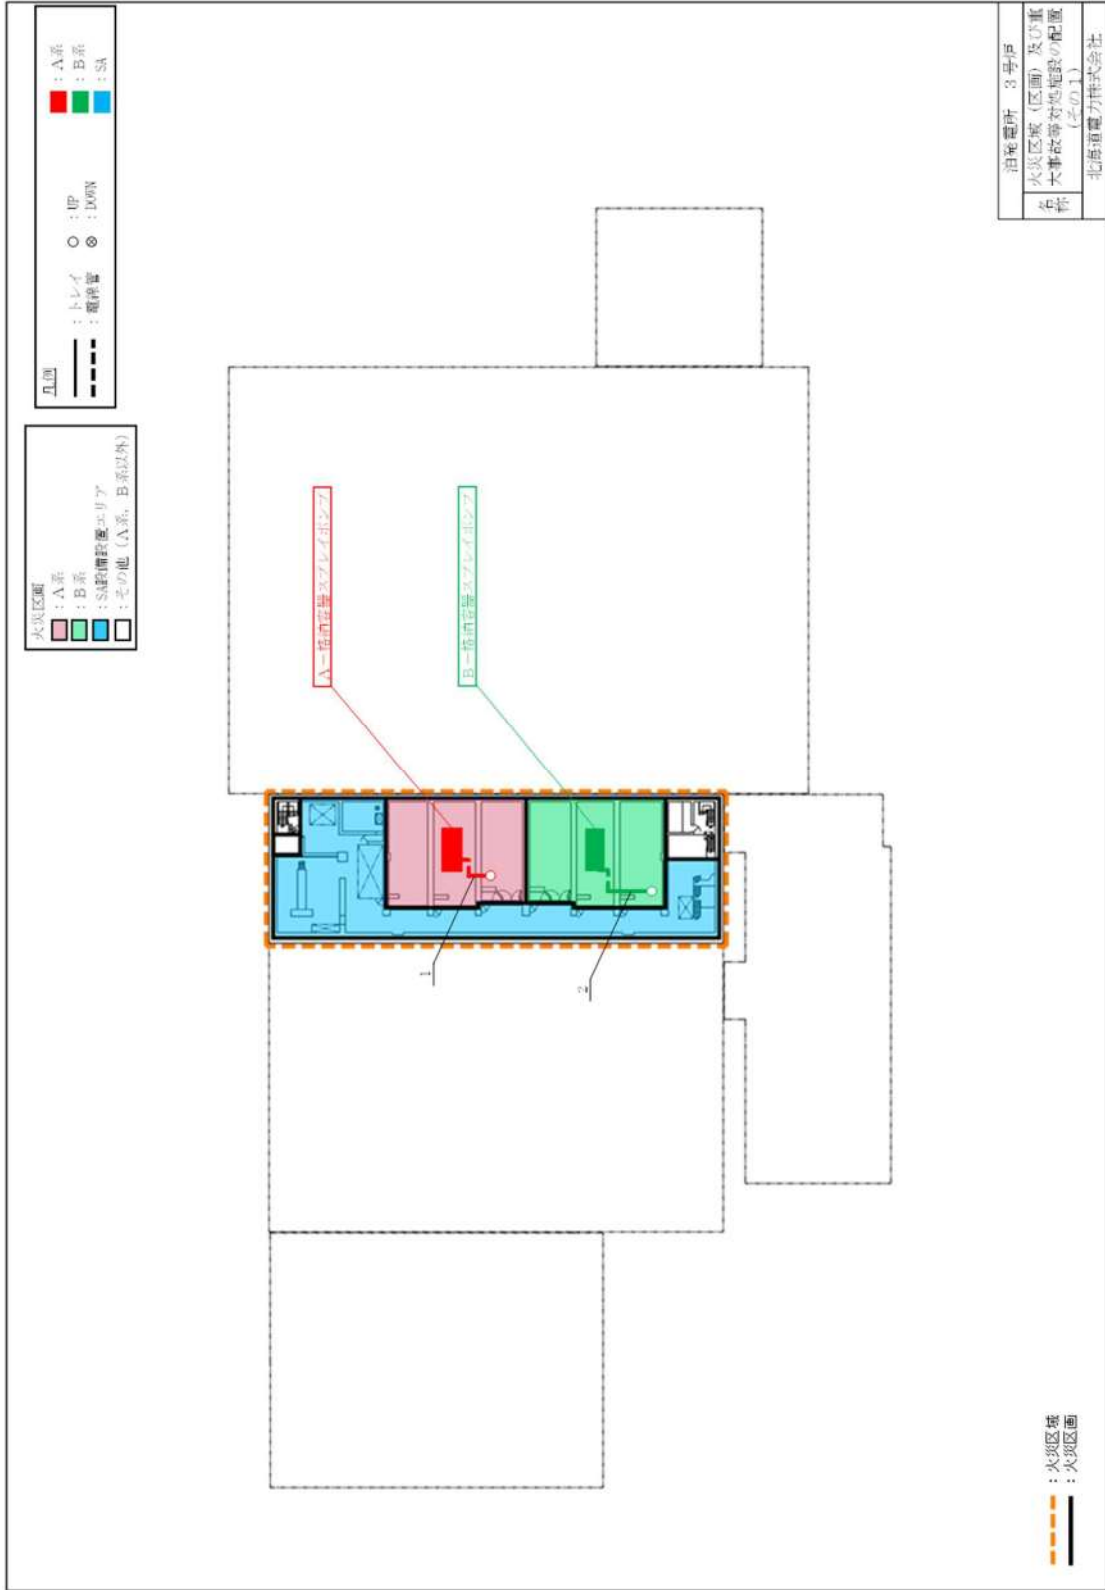 火災区画
：A系
：B系
：SA設備設置エリア
：その他（A系，B系以外）
凡例
：トレイ
：電線管
○：UP
⊗：DOWN
：A系
：B系
：SA
A－格納容器スプレイポンプ
B－格納容器スプレイポンプ
1
2
：火災区域
：火災区画
泊発電所　3号炉
名称
火災区域（区画）及び重
大事故等対処施設の配置
（その1）
北海道電力株式会社